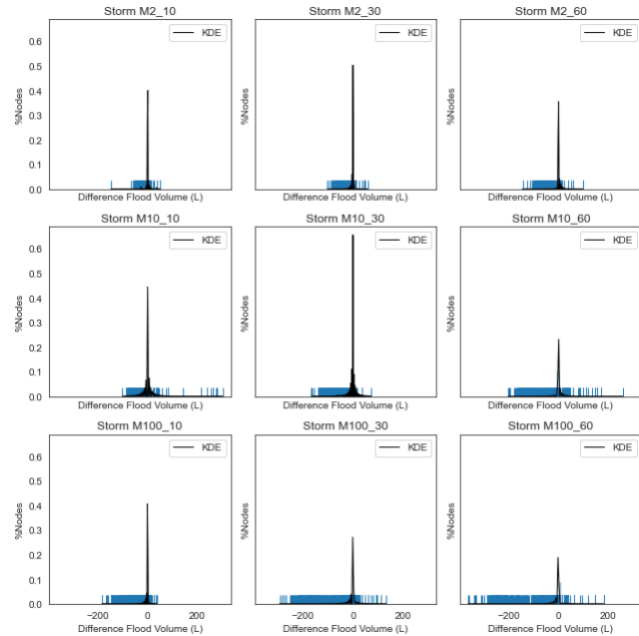 Storm M2_10
Storm M2_30
Storm M2_60
KDE
KDE
KDE
%Nodes
%Nodes
%Nodes
0.6
0.5
0.4
0.3
0.2
0.1
0.0
Difference Flood Volume (L)
Difference Flood Volume (L)
Difference Flood Volume (L)
Storm M10_10
Storm M10_30
Storm M10_60
KDE
KDE
KDE
%Nodes
%Nodes
%Nodes
0.6
0.5
0.4
0.3
0.2
0.1
0.0
Difference Flood Volume (L)
Difference Flood Volume (L)
Difference Flood Volume (L)
Storm M100_10
Storm M100_30
Storm M100_60
KDE
KDE
KDE
%Nodes
%Nodes
%Nodes
0.6
0.5
0.4
0.3
0.2
0.1
0.0
−200 0 200
−200 0 200
−200 0 200
Difference Flood Volume (L)
Difference Flood Volume (L)
Difference Flood Volume (L)